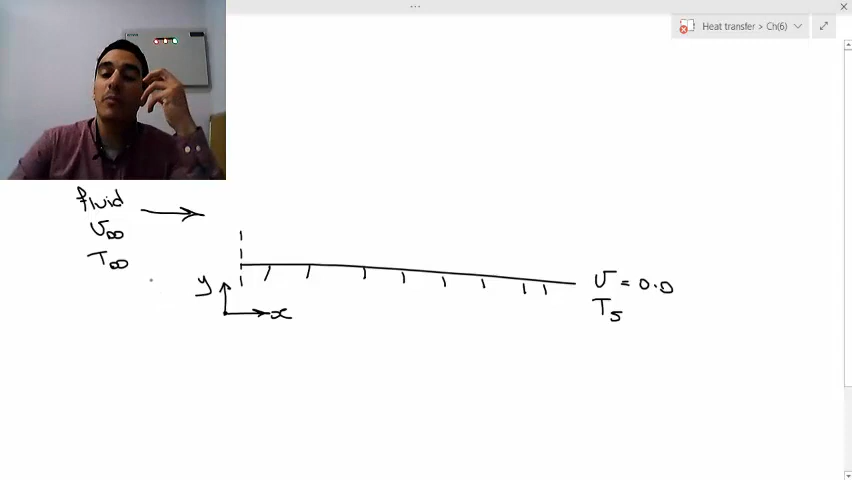 ...
Heat transfer > Ch(6)
fluid
U∞
T∞
y
x
U = 0.0
Ts